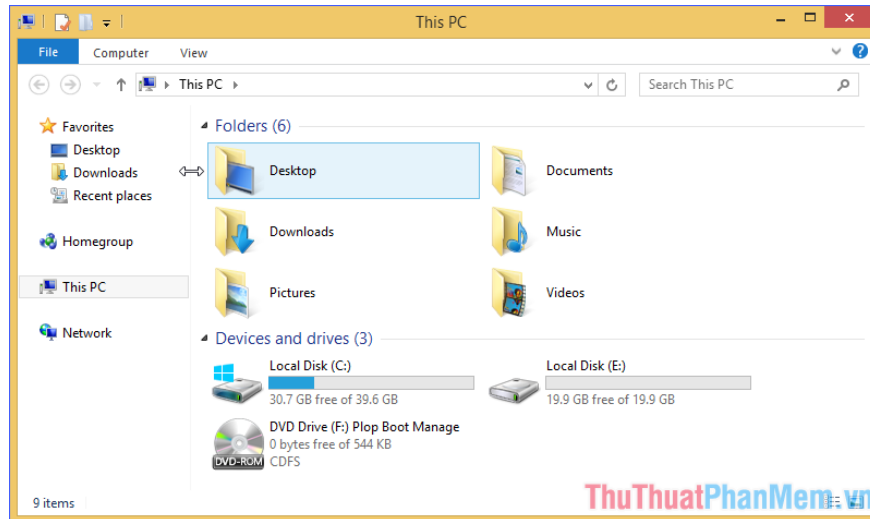 This PC
File Computer View
This PC Search This PC
Favorites
Desktop
Downloads
Recent places
Homegroup
This PC
Network
Folders (6)
Desktop Documents
Downloads Music
Pictures Videos
Devices and drives (3)
Local Disk (C:)
30.7 GB free of 39.6 GB
Local Disk (E:)
19.9 GB free of 19.9 GB
DVD Drive (F:) Plop Boot Manage
0 bytes free of 544 KB
CDFS
DVD-ROM
9 items
ThuThuatPhanMem.vn